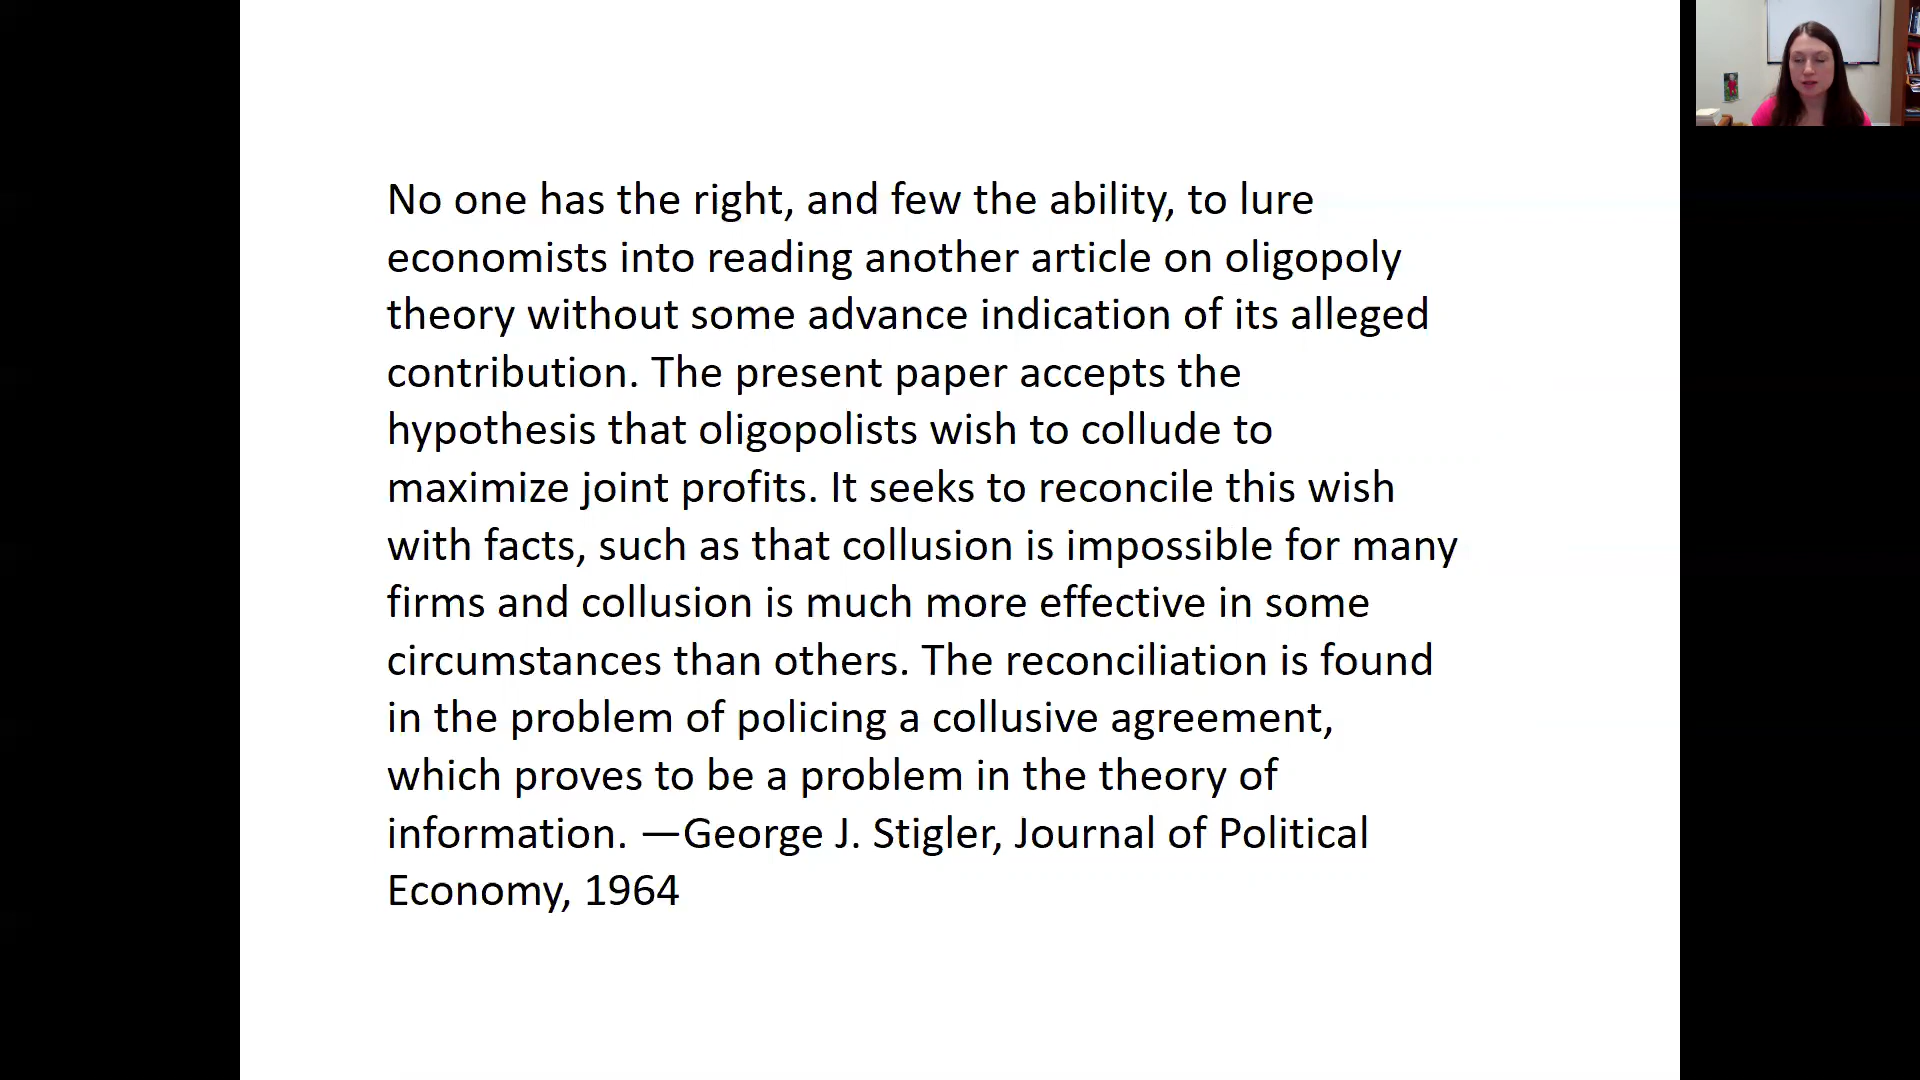 No one has the right, and few the ability, to lure
economists into reading another article on oligopoly
theory without some advance indication of its alleged
contribution. The present paper accepts the
hypothesis that oligopolists wish to collude to
maximize joint profits. It seeks to reconcile this wish
with facts, such as that collusion is impossible for many
firms and collusion is much more effective in some
circumstances than others. The reconciliation is found
in the problem of policing a collusive agreement,
which proves to be a problem in the theory of
information. —George J. Stigler, Journal of Political
Economy, 1964